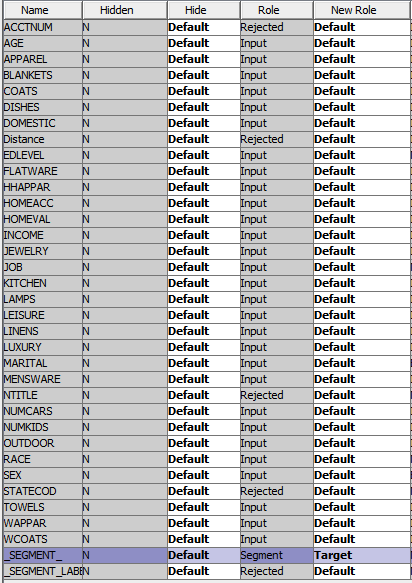 Name Hidden Hide Role New Role
ACCTNUM N Default Rejected Default
AGE N Default Input Default
APPAREL N Default Input Default
BLANKETS N Default Input Default
COATS N Default Input Default
DISHES N Default Input Default
DOMESTIC N Default Input Default
Distance N Default Rejected Default
EDLEVEL N Default Input Default
FLATWARE N Default Input Default
HHAPPAR N Default Input Default
HOMEACC N Default Input Default
HOMEVAL N Default Input Default
INCOME N Default Input Default
JEWELRY N Default Input Default
JOB N Default Input Default
KITCHEN N Default Input Default
LAMPS N Default Input Default
LEISURE N Default Input Default
LINENS N Default Input Default
LUXURY N Default Input Default
MARITAL N Default Input Default
MENSWARE N Default Input Default
NTITLE N Default Rejected Default
NUMCARS N Default Input Default
NUMKIDS N Default Input Default
OUTDOOR N Default Input Default
RACE N Default Input Default
SEX N Default Input Default
STATECOD N Default Rejected Default
TOWELS N Default Input Default
WAPPAR N Default Input Default
WCOATS N Default Input Default
_SEGMENT_ N Default Segment Target
_SEGMENT_LABE N Default Rejected Default